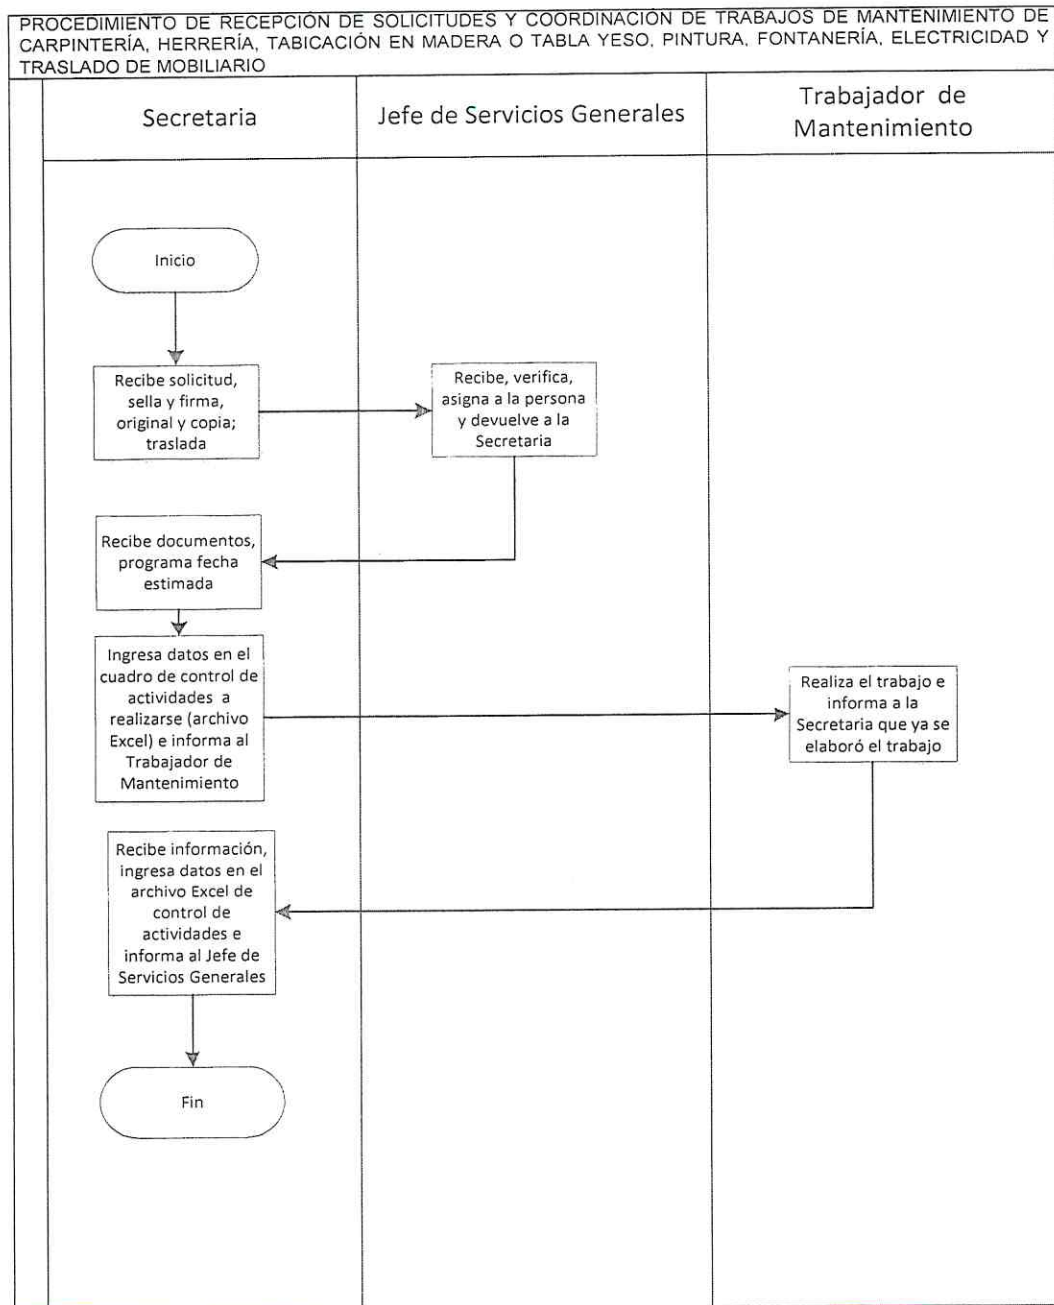 PROCEDIMIENTO DE RECEPCIÓN DE SOLICITUDES Y COORDINACIÓN DE TRABAJOS DE MANTENIMIENTO DE
CARPINTERÍA, HERRERÍA, TABICACIÓN EN MADERA O TABLA YESO, PINTURA, FONTANERÍA, ELECTRICIDAD Y
TRASLADO DE MOBILIARIO
Secretaria
Jefe de Servicios Generales
Trabajador de
Mantenimiento
Inicio
Recibe solicitud,
sella y firma,
original y copia;
traslada
Recibe, verifica,
asigna a la persona
y devuelve a la
Secretaria
Recibe documentos,
programa fecha
estimada
Ingresa datos en el
cuadro de control de
actividades a
realizarse (archivo
Excel) e informa al
Trabajador de
Mantenimiento
Realiza el trabajo e
informa a la
Secretaria que ya se
elaboró el trabajo
Recibe información,
ingresa datos en el
archivo Excel de
control de
actividades e
informa al Jefe de
Servicios Generales
Fin